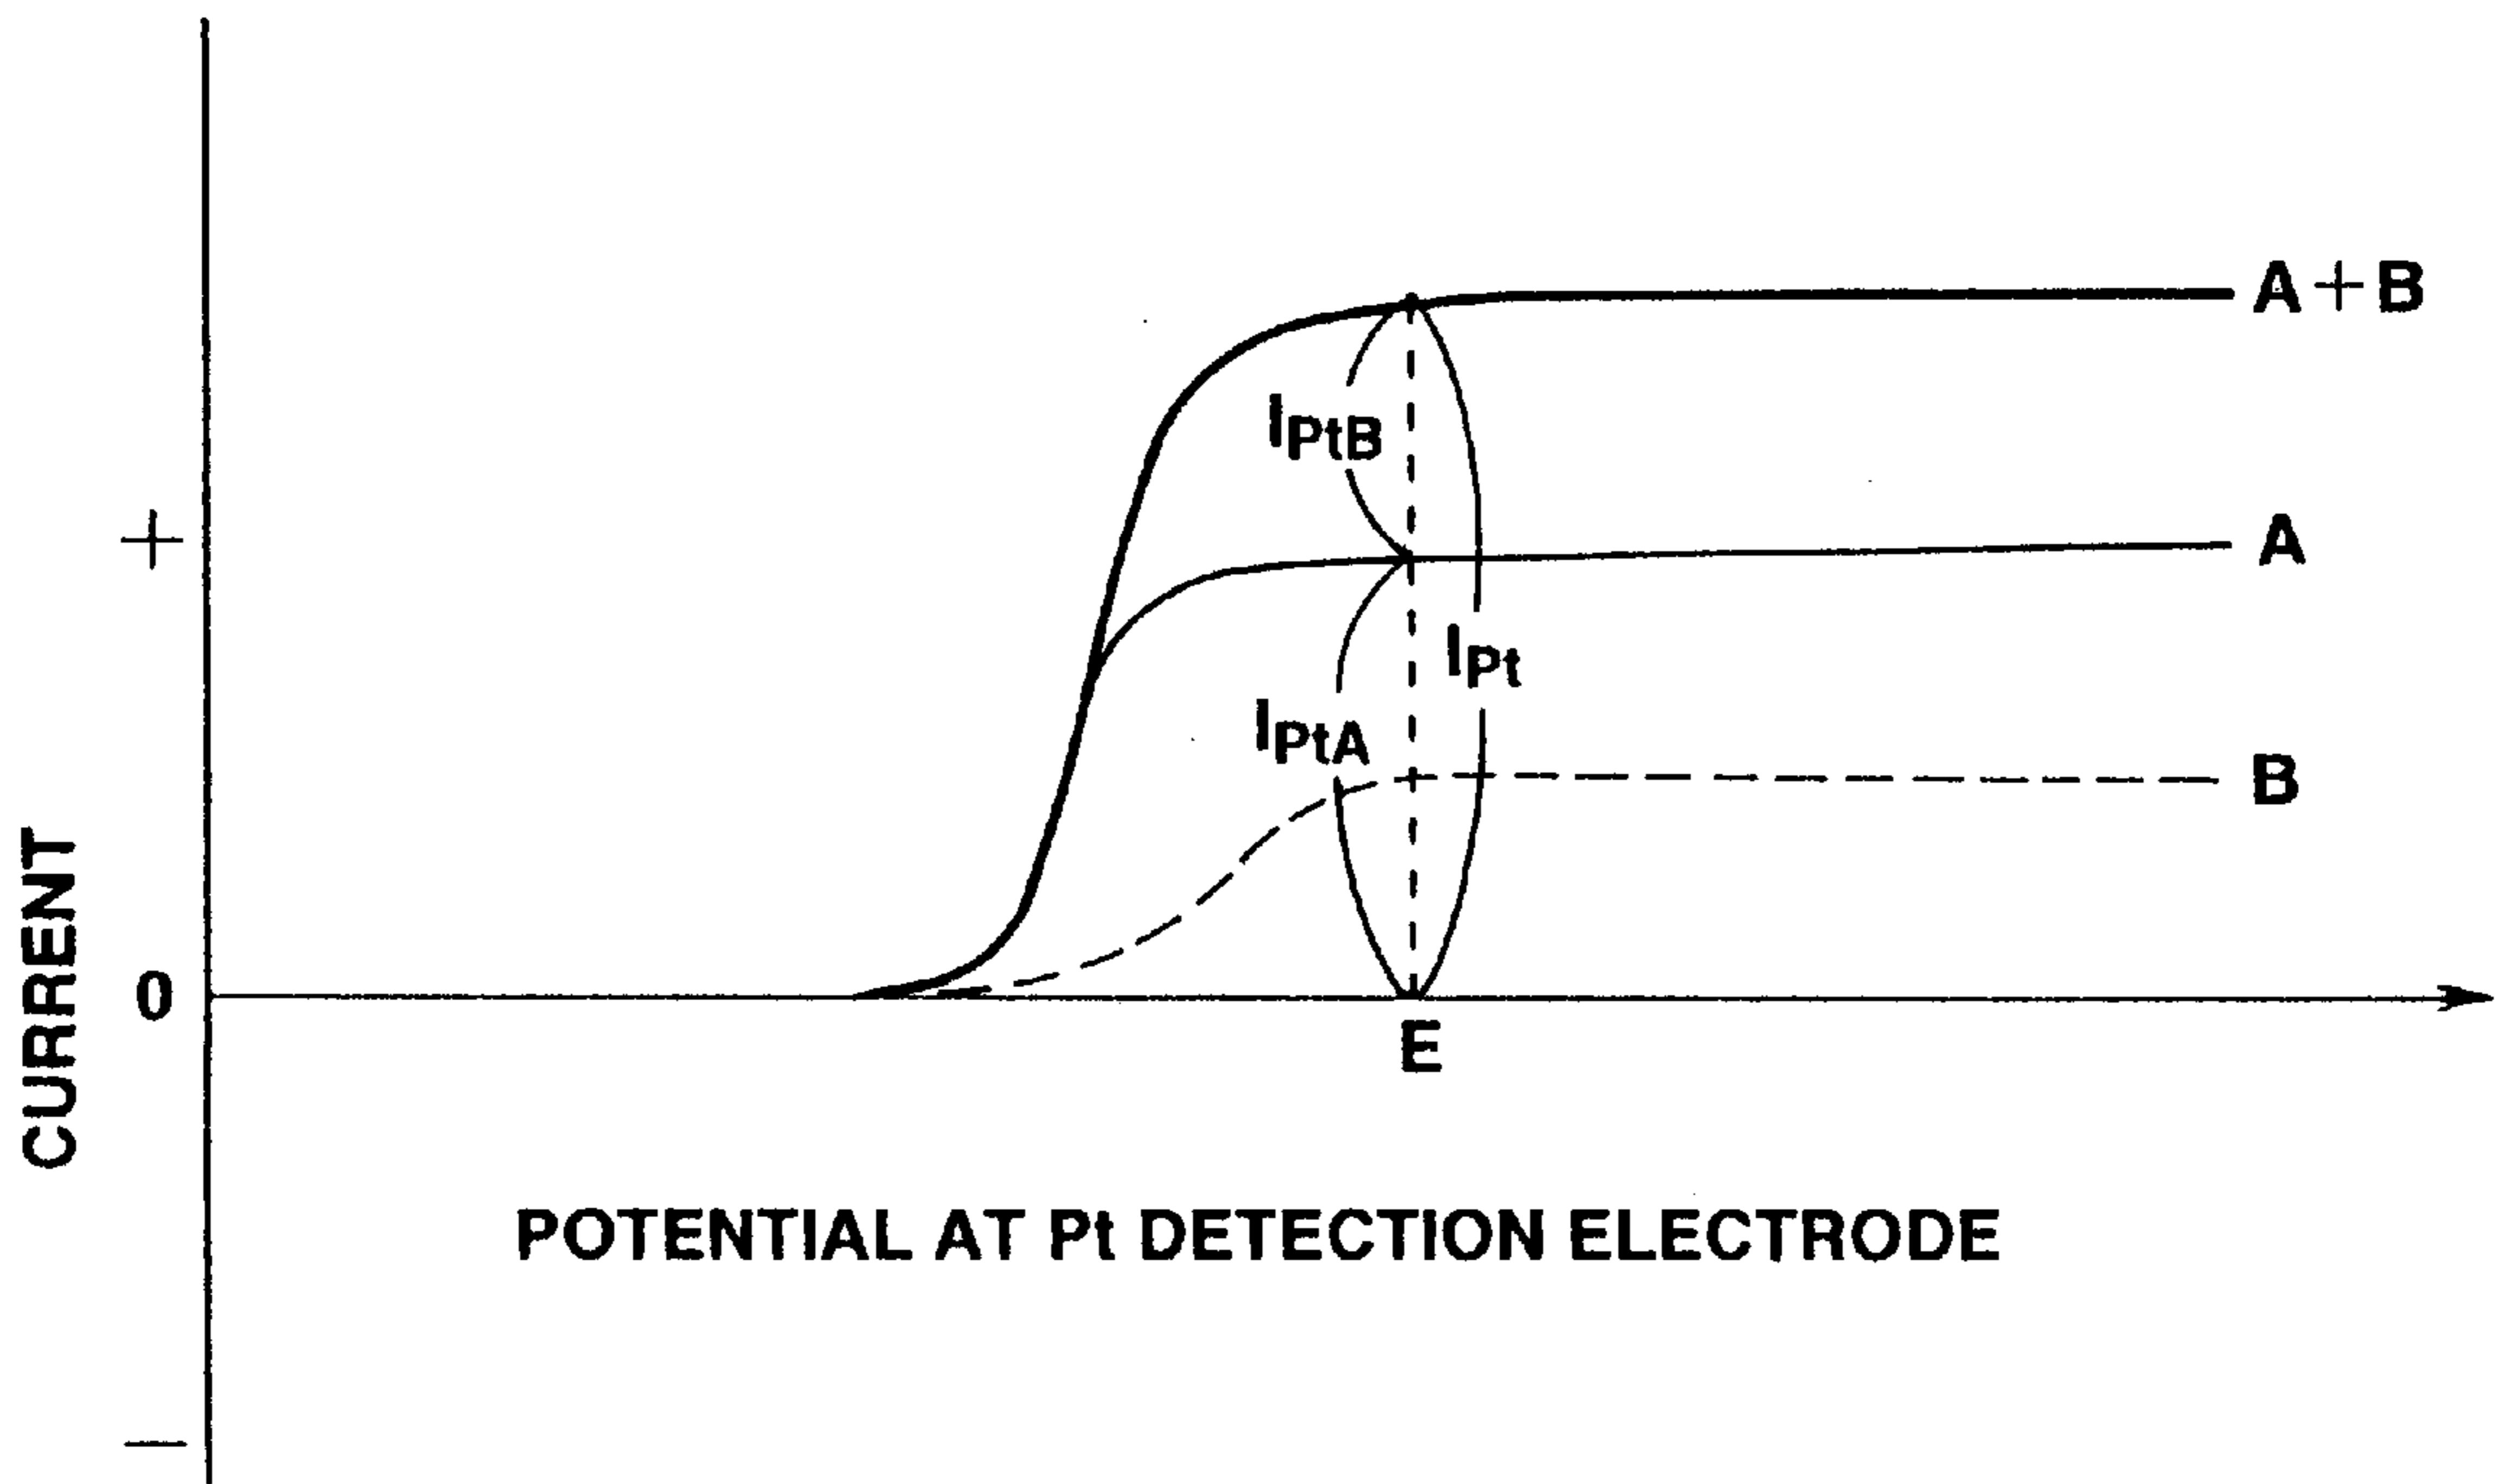 A+B
IPtB
+
A
IPt
IPtA
B
CURRENT
0
E
POTENTIAL AT Pt DETECTION ELECTRODE
—